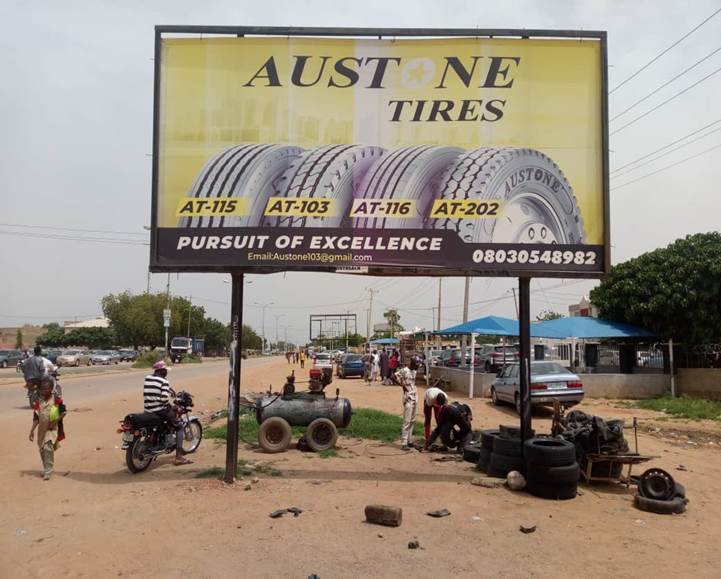 AUSTONE
TIRES
AUSTONE
AT-115 AT-103 AT-116 AT-202
PURSUIT OF EXCELLENCE
08030548982
Email:Austone103@gmail.com